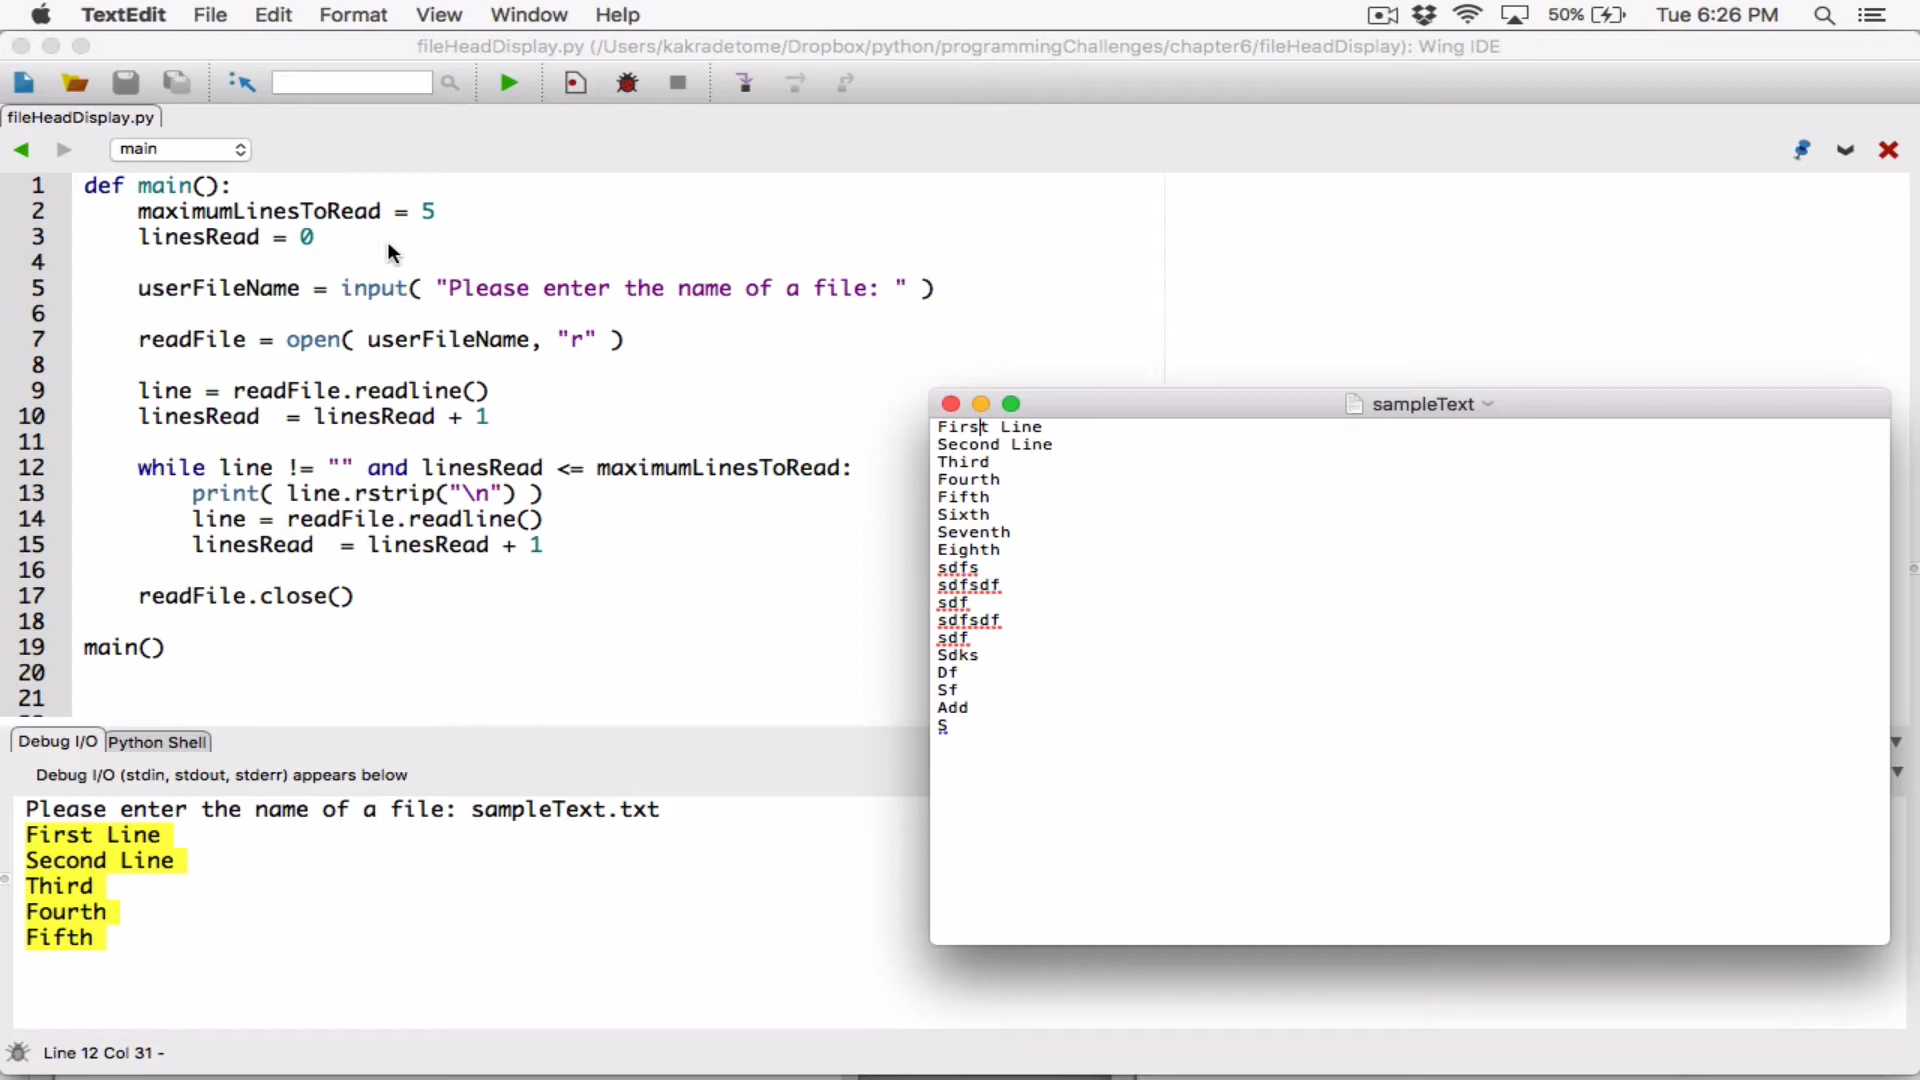 TextEdit File Edit Format View Window Help 50% Tue 6:26 PM
fileHeadDisplay.py (/Users/kakradetome/Dropbox/python/programmingChallenges/chapter6/fileHeadDisplay): Wing IDE
fileHeadDisplay.py
main
1 def main():
2 maximumLinesToRead = 5
3 linesRead = 0
4
5 userFileName = input( "Please enter the name of a file: " )
6
7 readFile = open( userFileName, "r" )
8
9 line = readFile.readline()
10 linesRead  = linesRead + 1
11
12 while line != "" and linesRead <= maximumLinesToRead:
13 print( line.rstrip("\n") )
14 line = readFile.readline()
15 linesRead  = linesRead + 1
16
17 readFile.close()
18
19 main()
20
21
sampleText
First Line
Second Line
Third
Fourth
Fifth
Sixth
Seventh
Eighth
sdfs
sdfsdf
sdf
sdfsdf
sdf
Sdks
Df
Sf
Add
S
Debug I/O Python Shell
Debug I/O (stdin, stdout, stderr) appears below
Please enter the name of a file: sampleText.txt
First Line
Second Line
Third
Fourth
Fifth
Line 12 Col 31 -